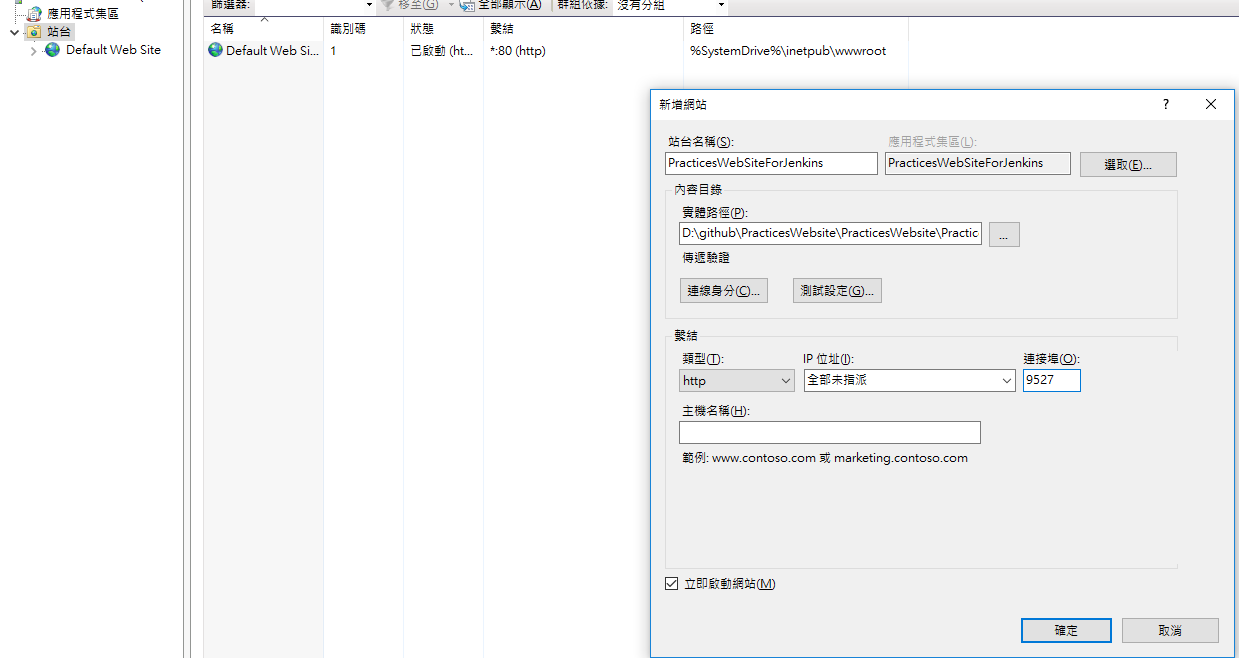 篩選器:
移至(G)
全部顯示(A)
群組依據:
沒有分組
應用程式集區
站台
Default Web Site
名稱
識別碼
狀態
繫結
路徑
Default Web Si...
1
已啟動 (ht...
*:80 (http)
%SystemDrive%\inetpub\wwwroot
新增網站
?
站台名稱(S):
應用程式集區(L):
PracticesWebSiteForJenkins
PracticesWebSiteForJenkins
選取(E)...
內容目錄
實體路徑(P):
D:\github\PracticesWebsite\PracticesWebsite\Practic
...
傳遞驗證
連線身分(C)...
測試設定(G)...
繫結
類型(T):
IP 位址(I):
連接埠(O):
http
全部未指派
9527
主機名稱(H):
範例: www.contoso.com 或 marketing.contoso.com
立即啟動網站(M)
確定
取消